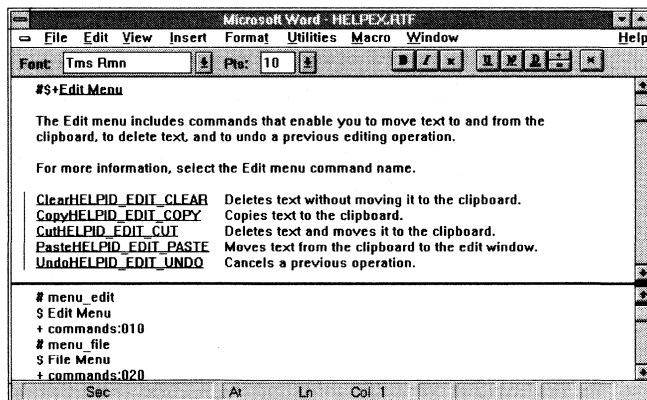 Microsoft Word - HELPEX.RTF
File Edit View Insert Format Utilities Macro Window Help
Font: Tms Rmn Pts: 10 B I K U W D + = ×
#$+Edit Menu
The Edit menu includes commands that enable you to move text to and from the
clipboard, to delete text, and to undo a previous editing operation.
For more information, select the Edit menu command name.
ClearHELPID_EDIT_CLEAR Deletes text without moving it to the clipboard.
CopyHELPID_EDIT_COPY Copies text to the clipboard.
CutHELPID_EDIT_CUT Deletes text and moves it to the clipboard.
PasteHELPID_EDIT_PASTE Moves text from the clipboard to the edit window.
UndoHELPID_EDIT_UNDO Cancels a previous operation.
# menu_edit
$ Edit Menu
+ commands:010
# menu_file
$ File Menu
+ commands:020
Sec At Ln Col 1